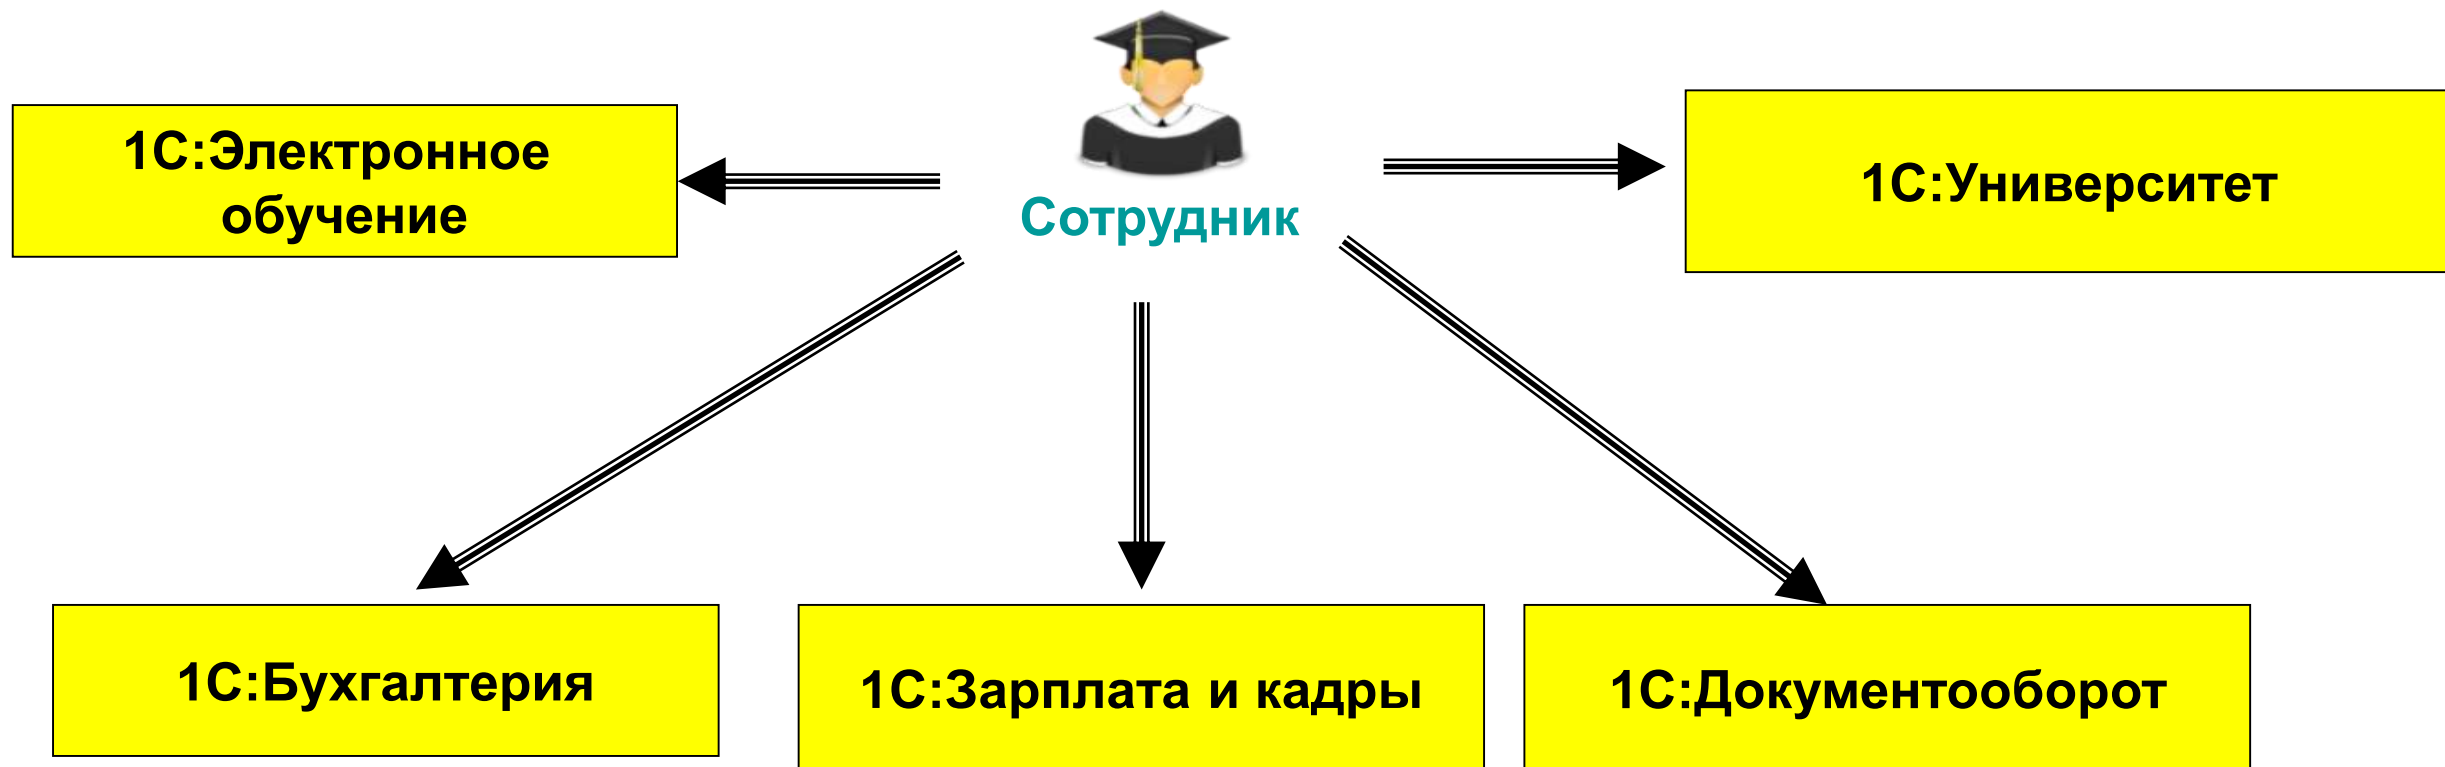 1С:Электронное
обучение
Сотрудник
1С:Университет
1С:Бухгалтерия
1С:Зарплата и кадры
1С:Документооборот